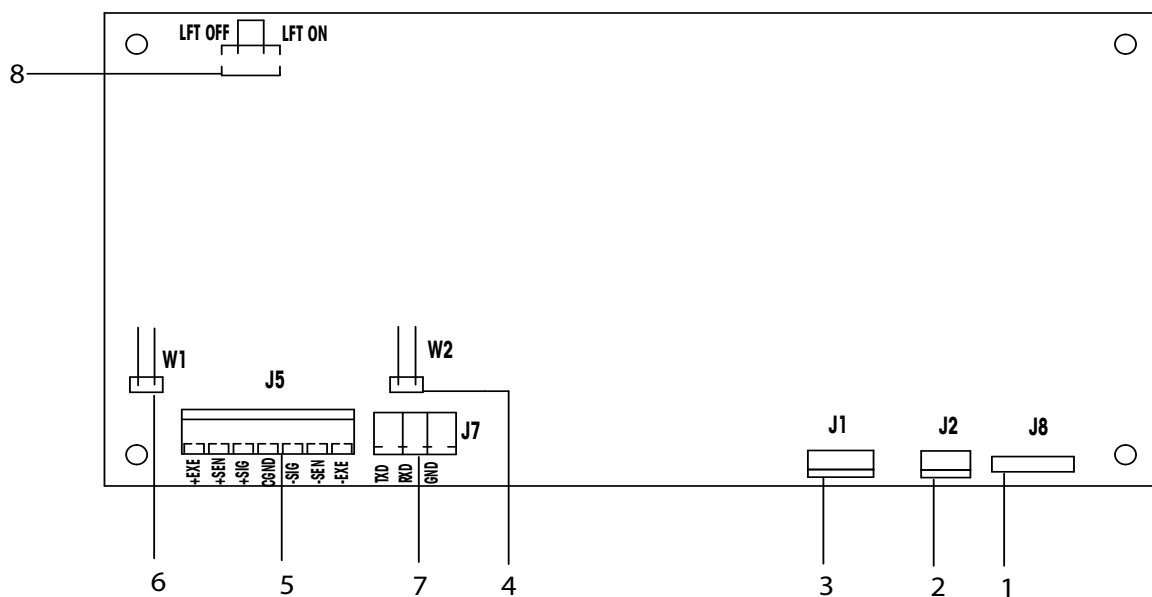 LFT OFF LFT ON
8
W1 W2
J5
J7 J1 J2 J8
+EXE +SEN +SIG CGND -SIG -SEN -EXE TXD RXD GND
6 5 7 4 3 2 1